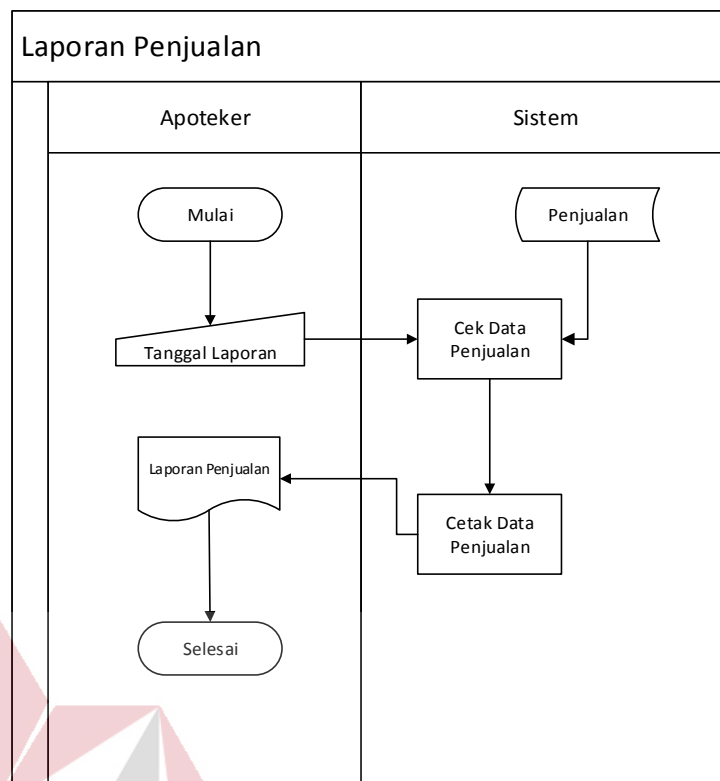 Laporan Penjualan
Apoteker
Sistem
Mulai
Penjualan
Tanggal Laporan
Cek Data
Penjualan
Laporan Penjualan
Cetak Data
Penjualan
Selesai